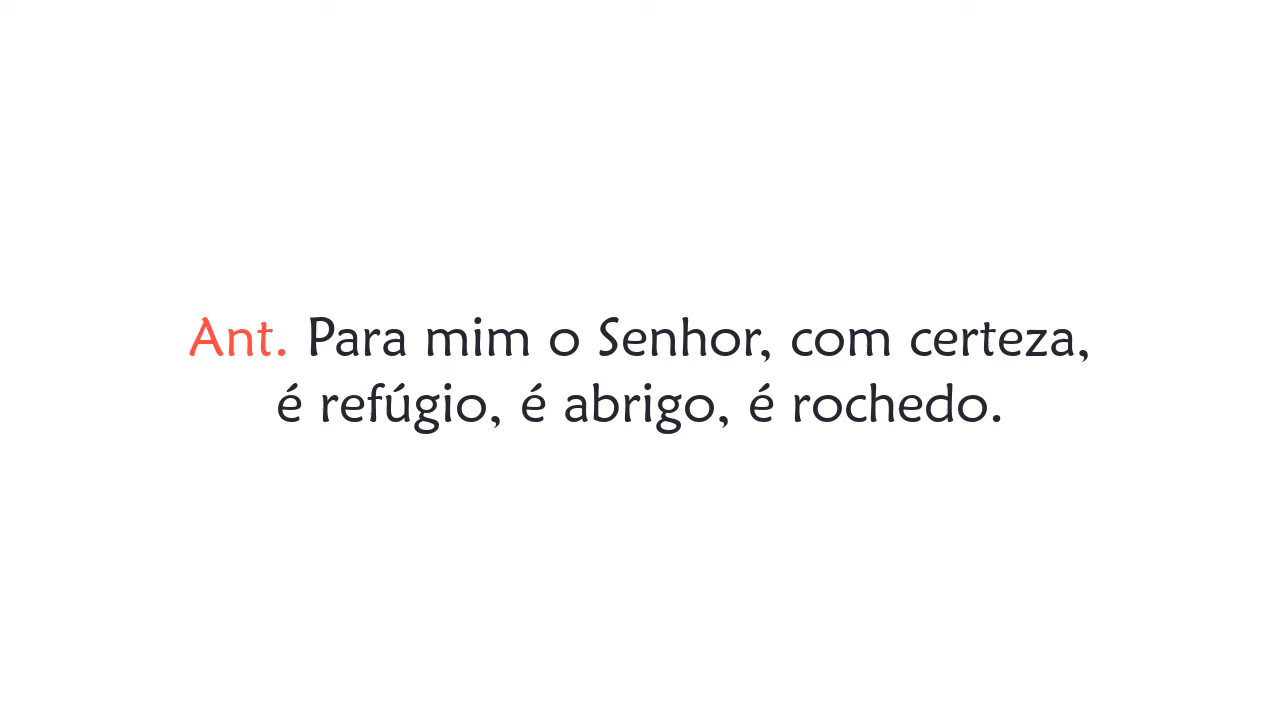 Ant. Para mim o Senhor, com certeza,
é refúgio, é abrigo, é rochedo.